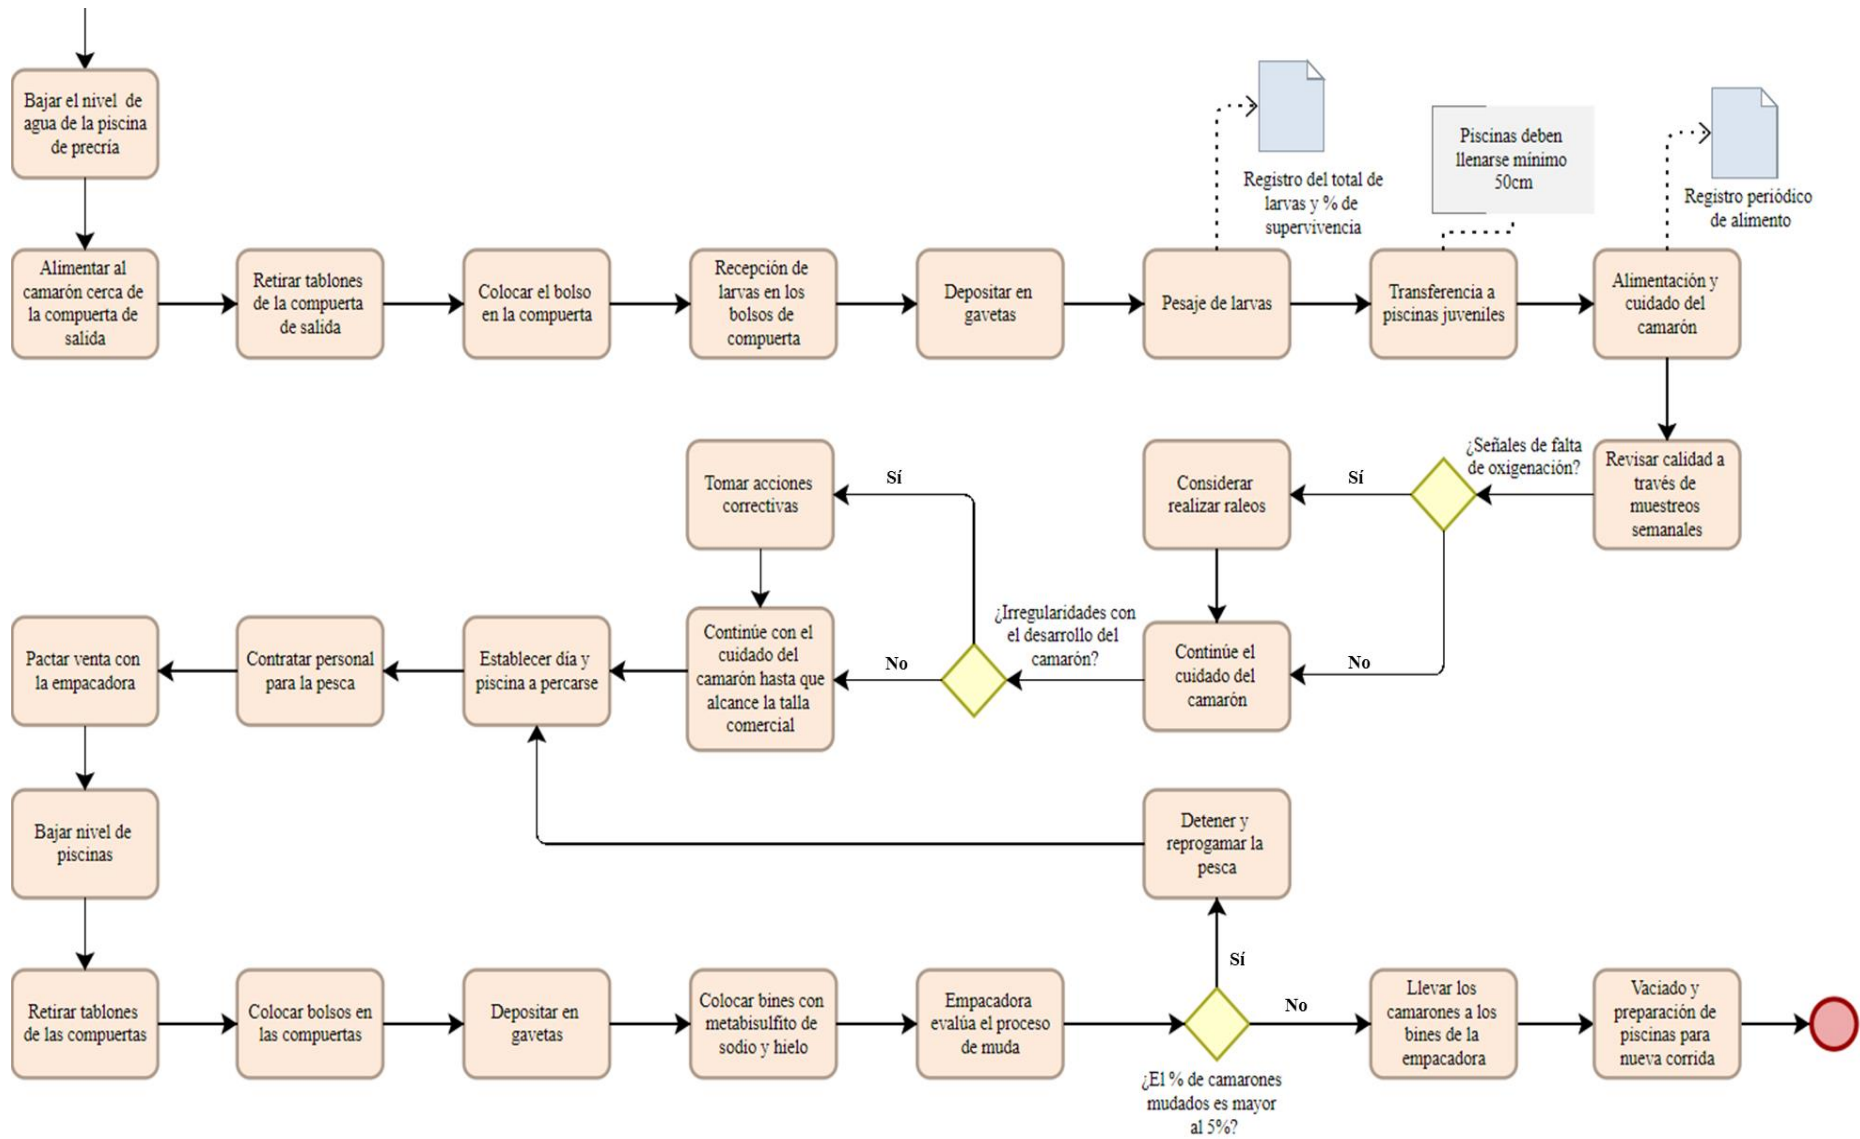 Bajar el nivel de
agua de la piscina
de precría
Registro del total de
larvas y % de
supervivencia
Piscinas deben
llenarse mínimo
50cm
Registro periódico
de alimento
Alimentar al
camarón cerca de
la compuerta de
salida
Retirar tablones
de la compuerta
de salida
Colocar el bolso
en la compuerta
Recepción de
larvas en los
bolsos de
compuerta
Depositar en
gavetas
Pesaje de larvas
Transferencia a
piscinas juveniles
Alimentación y
cuidado del
camarón
Revisar calidad a
través de
muestreos
semanales
¿Señales de falta
de oxigenación?
Sí
Considerar
realizar raleos
No
Continúe el
cuidado del
camarón
¿Irregularidades con
el desarrollo del
camarón?
Sí
Tomar acciones
correctivas
No
Continúe con el
cuidado del
camarón hasta que
alcance la talla
comercial
Establecer día y
piscina a percarse
Contratar personal
para la pesca
Pactar venta con
la empacadora
Bajar nivel de
piscinas
Detener y
reprogamar la
pesca
Retirar tablones
de las compuertas
Colocar bolsos en
las compuertas
Depositar en
gavetas
Colocar bines con
metabisulfito de
sodio y hielo
Empacadora
evalúa el proceso
de muda
Sí
¿El % de camarones
mudados es mayor
al 5%?
No
Llevar los
camarones a los
bines de la
empacadora
Vaciado y
preparación de
piscinas para
nueva corrida